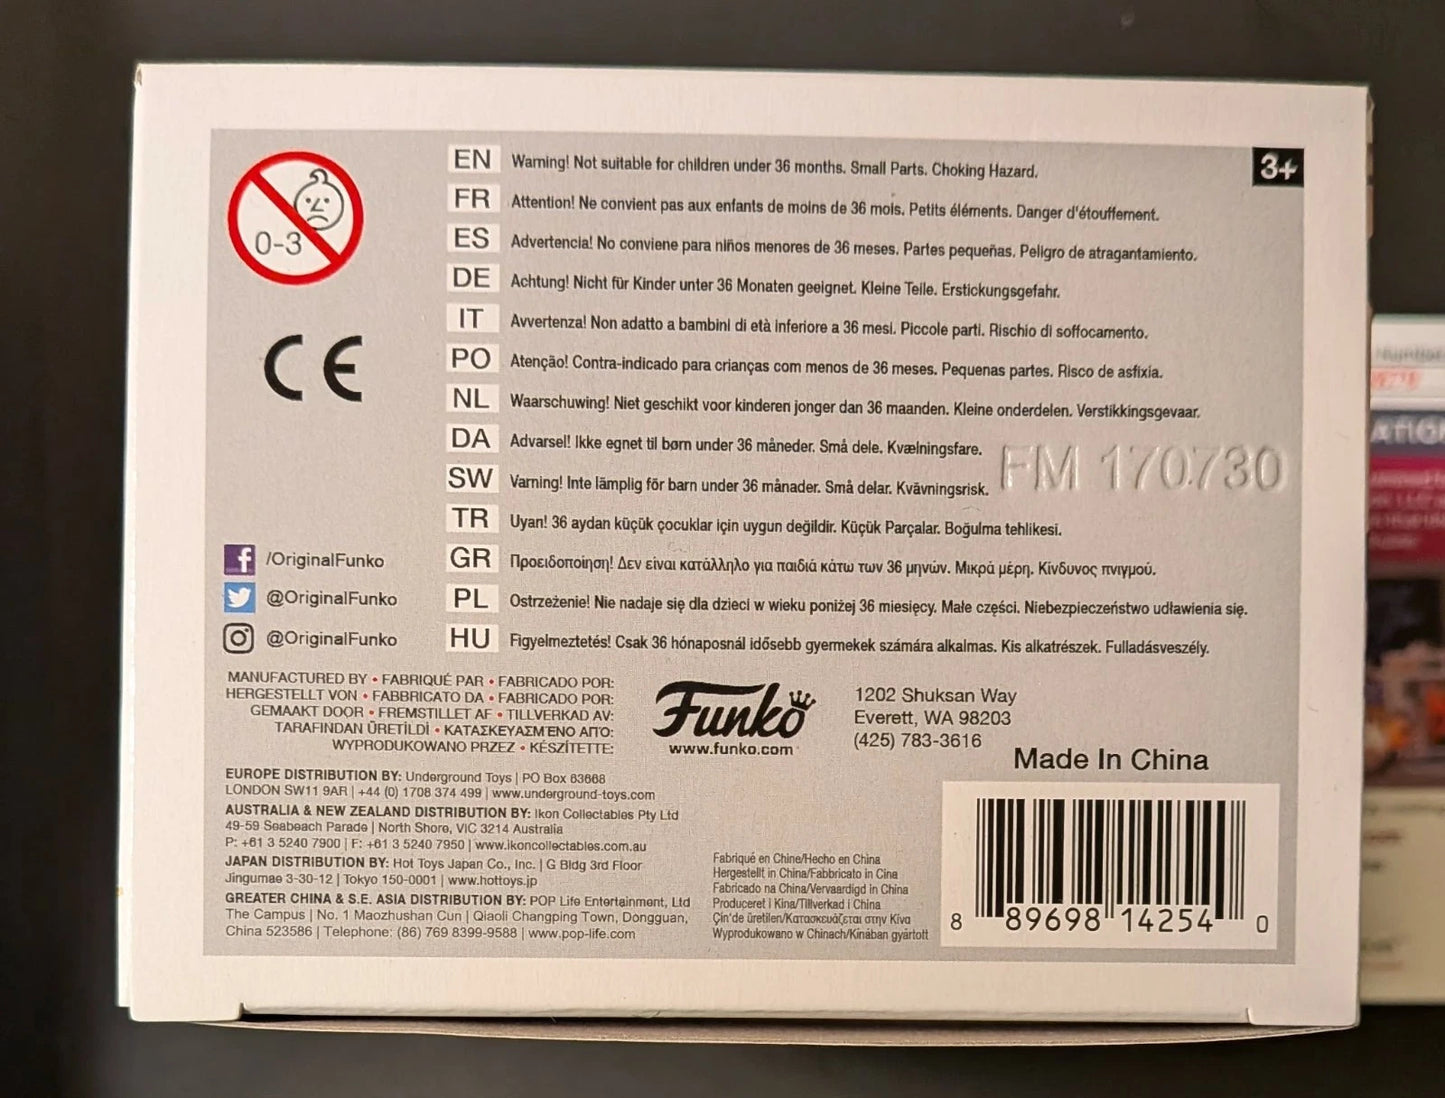 0-3
CE
EN Warning! Not suitable for children under 36 months. Small Parts. Choking Hazard.
3+
FR Attention! Ne convient pas aux enfants de moins de 36 mois. Petits éléments. Danger d'étouffement.
ES Advertencia! No conviene para niños menores de 36 meses. Partes pequeñas. Peligro de atragantamiento.
DE Achtung! Nicht für Kinder unter 36 Monaten geeignet. Kleine Teile. Erstickungsgefahr.
IT Avvertenza! Non adatto a bambini di età inferiore a 36 mesi. Piccole parti. Rischio di soffocamento.
PO Atenção! Contra-indicado para crianças com menos de 36 meses. Pequenas partes. Risco de asfixia.
NL Waarschuwing! Niet geschikt voor kinderen jonger dan 36 maanden. Kleine onderdelen. Verstikkingsgevaar.
DA Advarsel! Ikke egnet til børn under 36 måneder. Små dele. Kvælningsfare.
SW Varning! Inte lämplig för barn under 36 månader. Små delar. Kvävningsrisk.
FM 170730
TR Uyarı! 36 aydan küçük çocuklar için uygun değildir. Küçük Parçalar. Boğulma tehlikesi.
GR Προειδοποίηση! Δεν είναι κατάλληλο για παιδιά κάτω των 36 μηνών. Μικρά μέρη. Κίνδυνος πνιγμού.
PL Ostrzeżenie! Nie nadaje się dla dzieci w wieku poniżej 36 miesięcy. Małe części. Niebezpieczeństwo udławienia się.
HU Figyelmeztetés! Csak 36 hónaposnál idősebb gyermekek számára alkalmas. Kis alkatrészek. Fulladásveszély.
f /OriginalFunko
@OriginalFunko
@OriginalFunko
MANUFACTURED BY • FABRIQUÉ PAR • FABRICADO POR:
HERGESTELLT VON • FABBRICATO DA • FABRICADO POR:
GEMAAKT DOOR • FREMSTILLET AF • TILLVERKAD AV:
TARAFINDAN ÜRETİLDİ • ΚΑΤΑΣΚΕΥΑΣΜΈΝΟ ΑΠΌ:
WYPRODUKOWANO PRZEZ • KÉSZÍTETTE:
Funko
www.funko.com
1202 Shuksan Way
Everett, WA 98203
(425) 783-3616
Made In China
EUROPE DISTRIBUTION BY: Underground Toys | PO Box 63668
LONDON SW11 9AR | +44 (0) 1708 374 499 | www.underground-toys.com
AUSTRALIA & NEW ZEALAND DISTRIBUTION BY: Ikon Collectables Pty Ltd
49-59 Seabeach Parade | North Shore, VIC 3214 Australia
P: +61 3 5240 7900 | F: +61 3 5240 7950 | www.ikoncollectables.com.au
JAPAN DISTRIBUTION BY: Hot Toys Japan Co., Inc. | G Bldg 3rd Floor
Jingumae 3-30-12 | Tokyo 150-0001 | www.hottoys.jp
GREATER CHINA & S.E. ASIA DISTRIBUTION BY: POP Life Entertainment, Ltd
The Campus | No. 1 Maozhushan Cun | Qiaoli Changping Town, Dongguan,
China 523586 | Telephone: (86) 769 8399-9588 | www.pop-life.com
Fabriqué en Chine/Hecho en China
Hergestellt in China/Fabbricato in Cina
Fabricado na China/Vervaardigd in China
Produceret i Kina/Tillverkad i China
Çin'de üretilen/Κατασκευάζεται στην Κίνα
Wyprodukowano w Chinach/Kínában gyártott
8 89698 14254 0